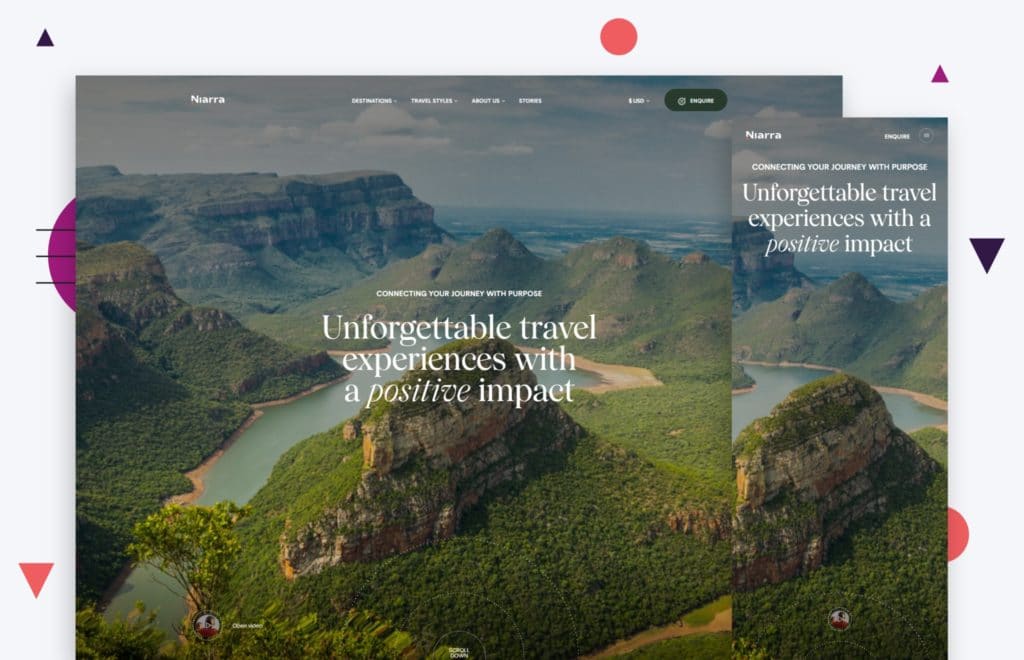 Niarra
DESTINATIONS TRAVEL STYLES ABOUT US STORIES
$ USD ENQUIRE
CONNECTING YOUR JOURNEY WITH PURPOSE
Unforgettable travel
experiences with
a positive impact
Open video
SCROLL
DOWN
Niarra
ENQUIRE
CONNECTING YOUR JOURNEY WITH PURPOSE
Unforgettable travel
experiences with a
positive impact